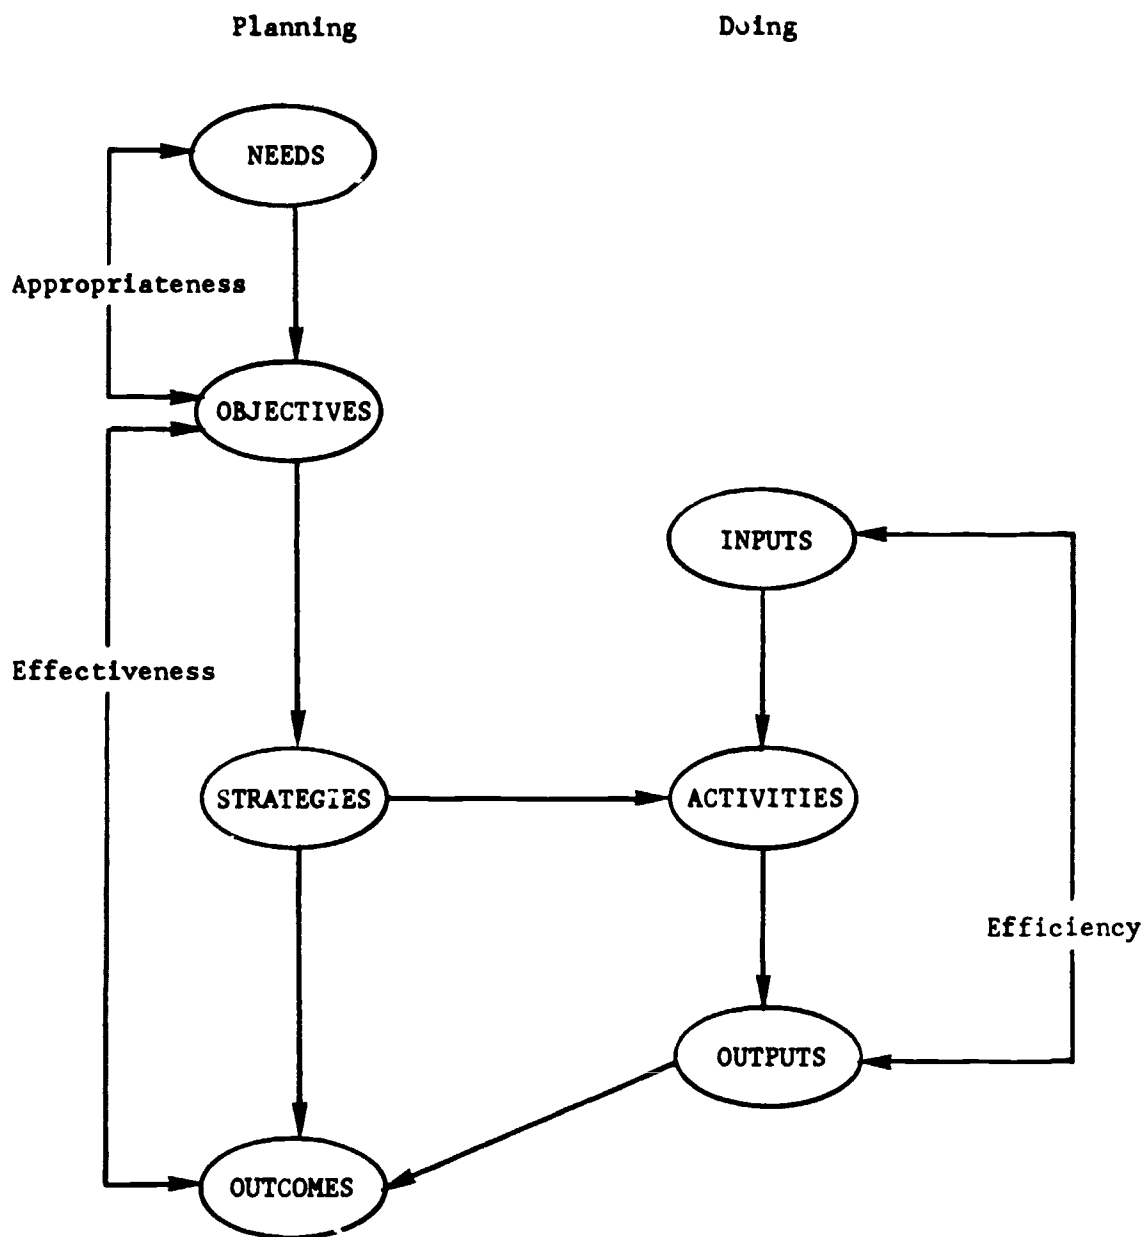 Planning Doing
NEEDS
Appropriateness
OBJECTIVES
INPUTS
Effectiveness
STRATEGIES ACTIVITIES
Efficiency
OUTPUTS
OUTCOMES